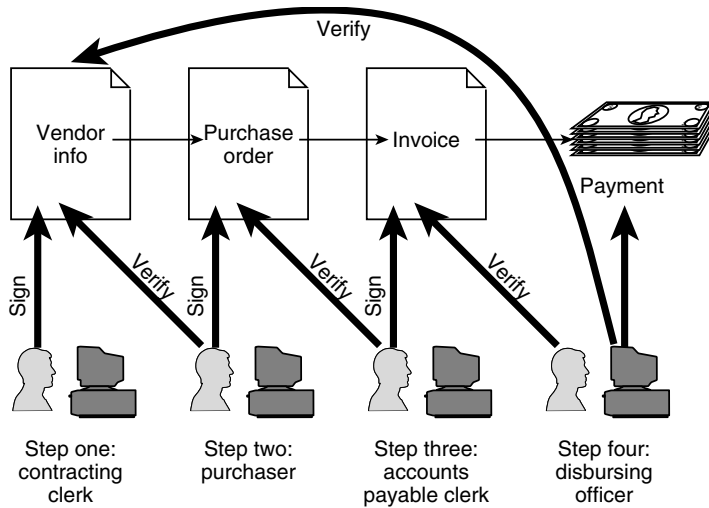 Verify
Vendor
info
Purchase
order
Invoice
Payment
Sign
Verify
Sign
Verify
Sign
Verify
Step one:
contracting
clerk
Step two:
purchaser
Step three:
accounts
payable clerk
Step four:
disbursing
officer